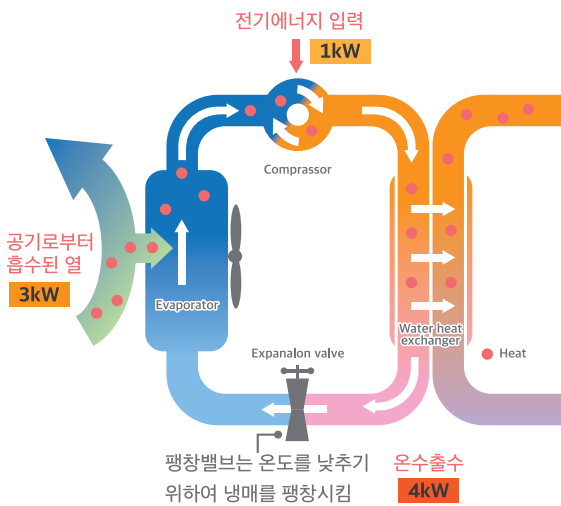 전기에너지 입력
1kW
Comprassor
공기로부터
흡수된 열
3kW
Evaporator
Water heat
exchanger
Heat
Expanalon valve
팽창밸브는 온도를 낮추기
위하여 냉매를 팽창시킴
온수출수
4kW